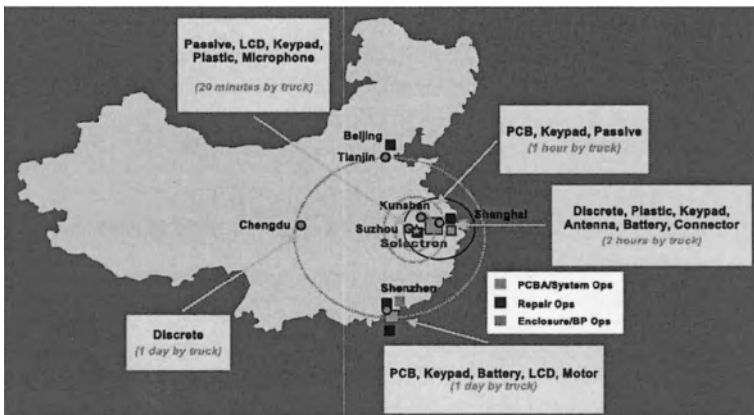 Passive, LCD, Keypad,
Plastic, Microphone
(20 minutes by truck)
PCB, Keypad, Passive
(1 hour by truck)
Beijing
Tianjin
Kunshan
Shanghai
Chengdu
Suzhou
Solectron
Discrete, Plastic, Keypad,
Antenna, Battery, Connector
(2 hours by truck)
Shenzhen
PCBA/System Ops
Repair Ops
Enclosure/BP Ops
Discrete
(1 day by truck)
PCB, Keypad, Battery, LCD, Motor
(1 day by truck)